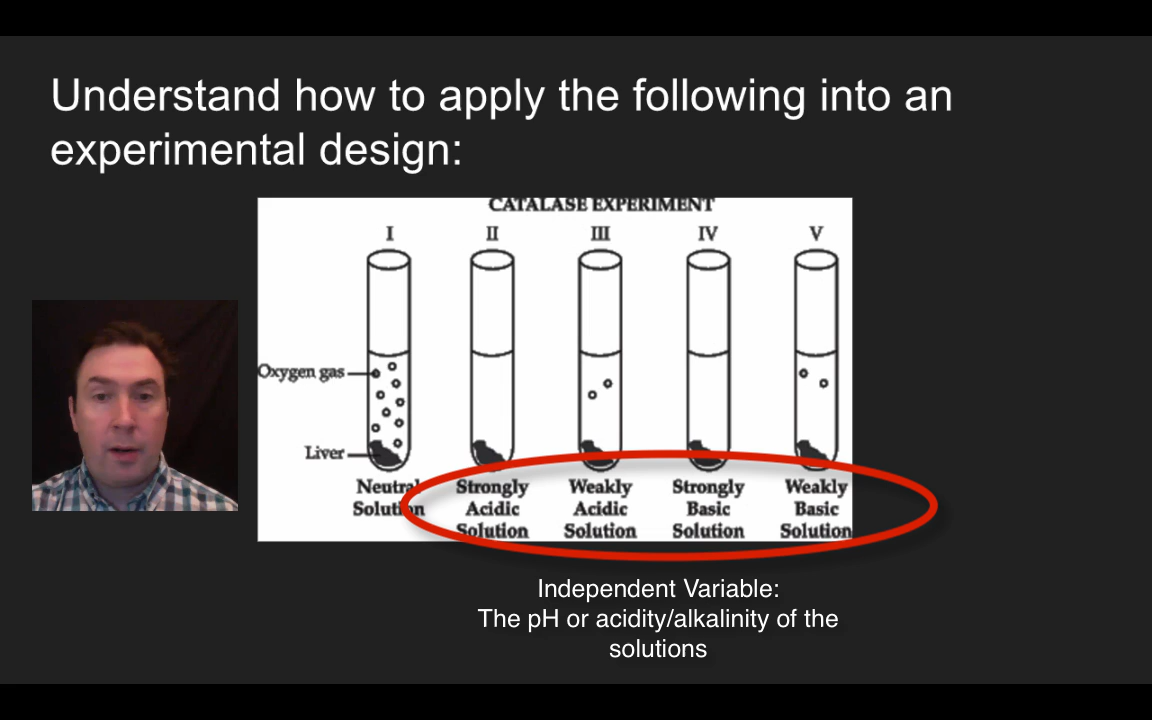 Understand how to apply the following into an
experimental design:
CATALASE EXPERIMENT
I II III IV V
Oxygen gas
Liver
Neutral Strongly Weakly Strongly Weakly
Solution Acidic Acidic Basic Basic
Solution Solution Solution Solution
Independent Variable:
The pH or acidity/alkalinity of the
solutions